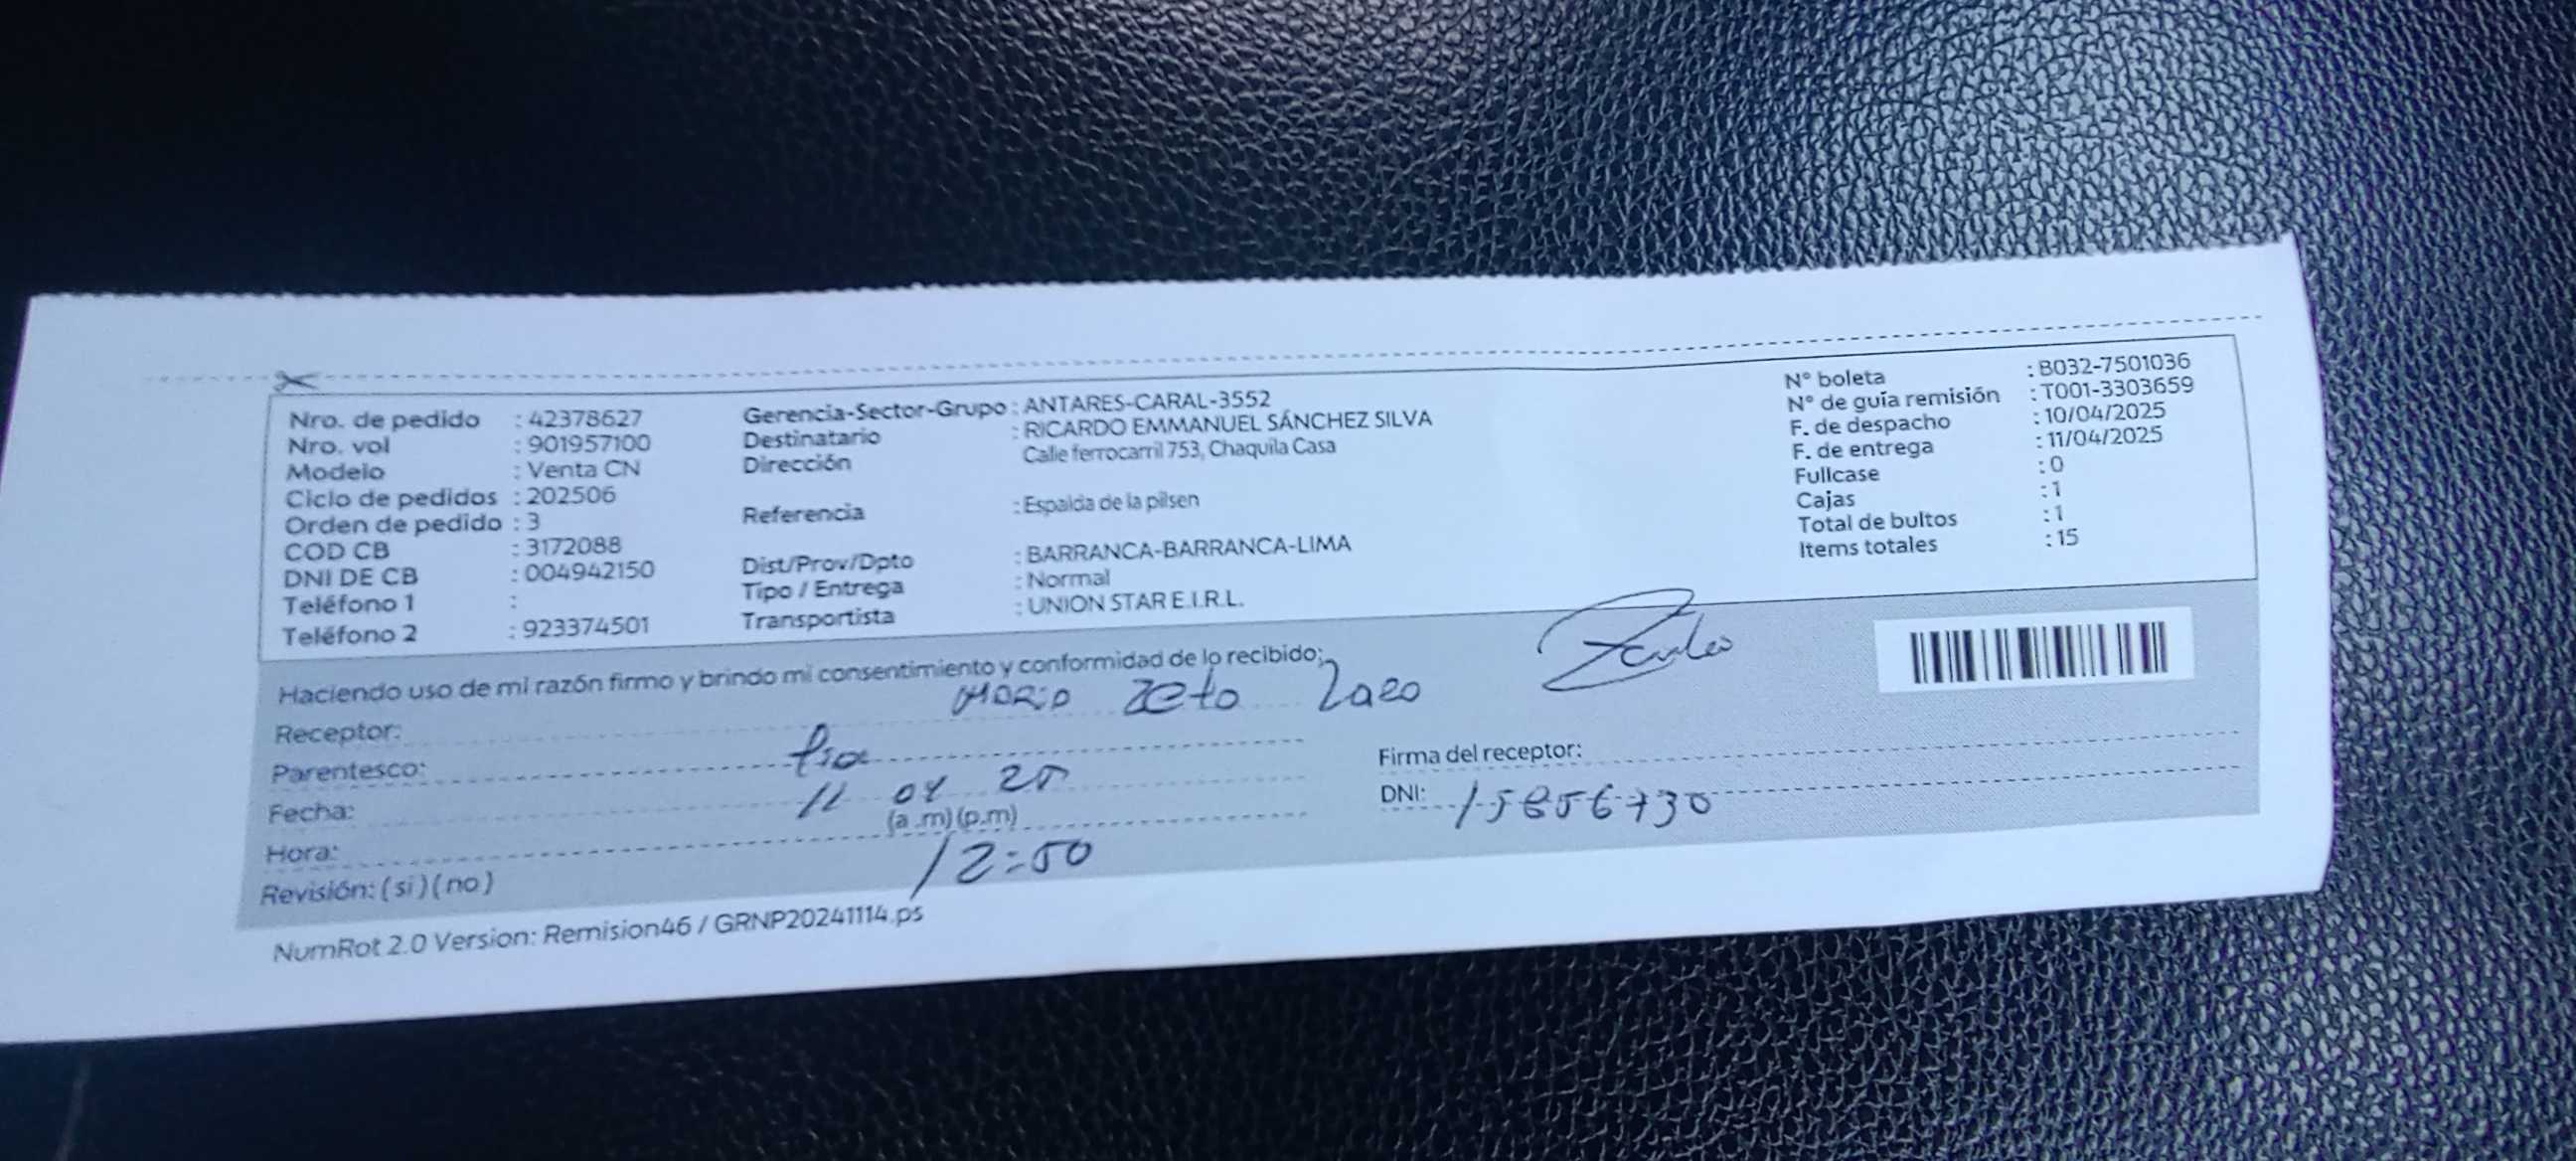 Nro. de pedido : 42378627
Nro. vol : 901957100
Modelo : Venta CN
Ciclo de pedidos : 202506
Orden de pedido : 3
COD CB : 3172088
DNI DE CB : 004942150
Teléfono 1 :
Teléfono 2 : 923374501
Gerencia-Sector-Grupo : ANTARES-CARAL-3552
Destinatario : RICARDO EMMANUEL SÁNCHEZ SILVA
Dirección Calle ferrocarril 753, Chaquila Casa
Referencia : Espalda de la pilsen
Dist/Prov/Dpto : BARRANCA-BARRANCA-LIMA
Tipo / Entrega : Normal
Transportista : UNION STAR E.I.R.L.
N° boleta : B032-7501036
N° de guía remisión : T001-3303659
F. de despacho : 10/04/2025
F. de entrega : 11/04/2025
Fullcase : 0
Cajas : 1
Total de bultos : 1
Items totales : 15
Haciendo uso de mi razón firmo y brindo mi consentimiento y conformidad de lo recibido:
Receptor:
Parentesco:
Fecha: 11 04 25
(a .m) (p.m)
Hora: 12:50
Revisión: ( si ) ( no )
Firma del receptor:
DNI: 15856730
NumRot 2.0 Version: Remision46 / GRNP20241114.ps